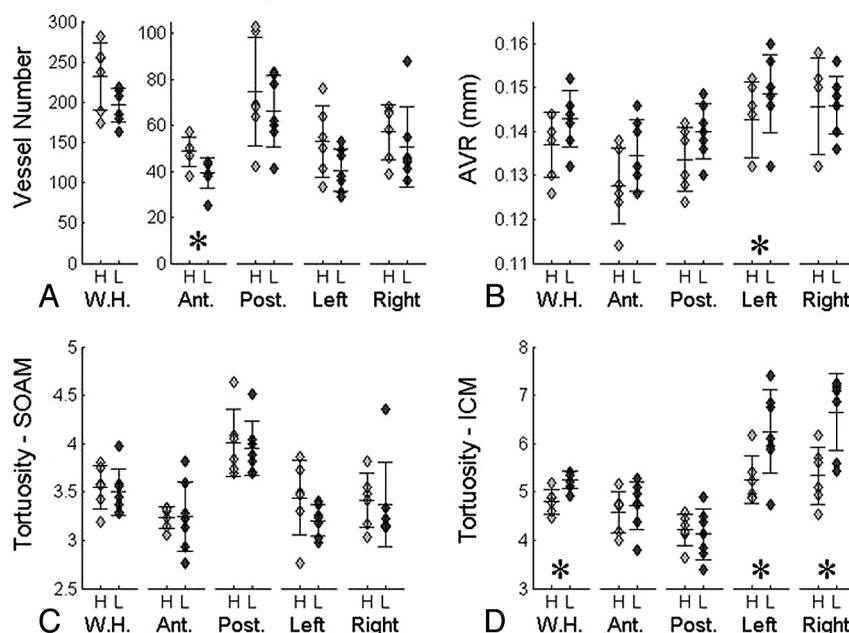 Vessel Number
300
250
200
150
100
50
0
100
80
60
40
20
0
*
H L H L H L H L H L
W.H. Ant. Post. Left Right
A
AVR (mm)
0.16
0.15
0.14
0.13
0.12
0.11
*
H L H L H L H L H L
W.H. Ant. Post. Left Right
B
Tortuosity - SOAM
5
4.5
4
3.5
3
2.5
H L H L H L H L H L
W.H. Ant. Post. Left Right
C
Tortuosity - ICM
8
7
6
5
4
3
* * *
H L H L H L H L H L
W.H. Ant. Post. Left Right
D